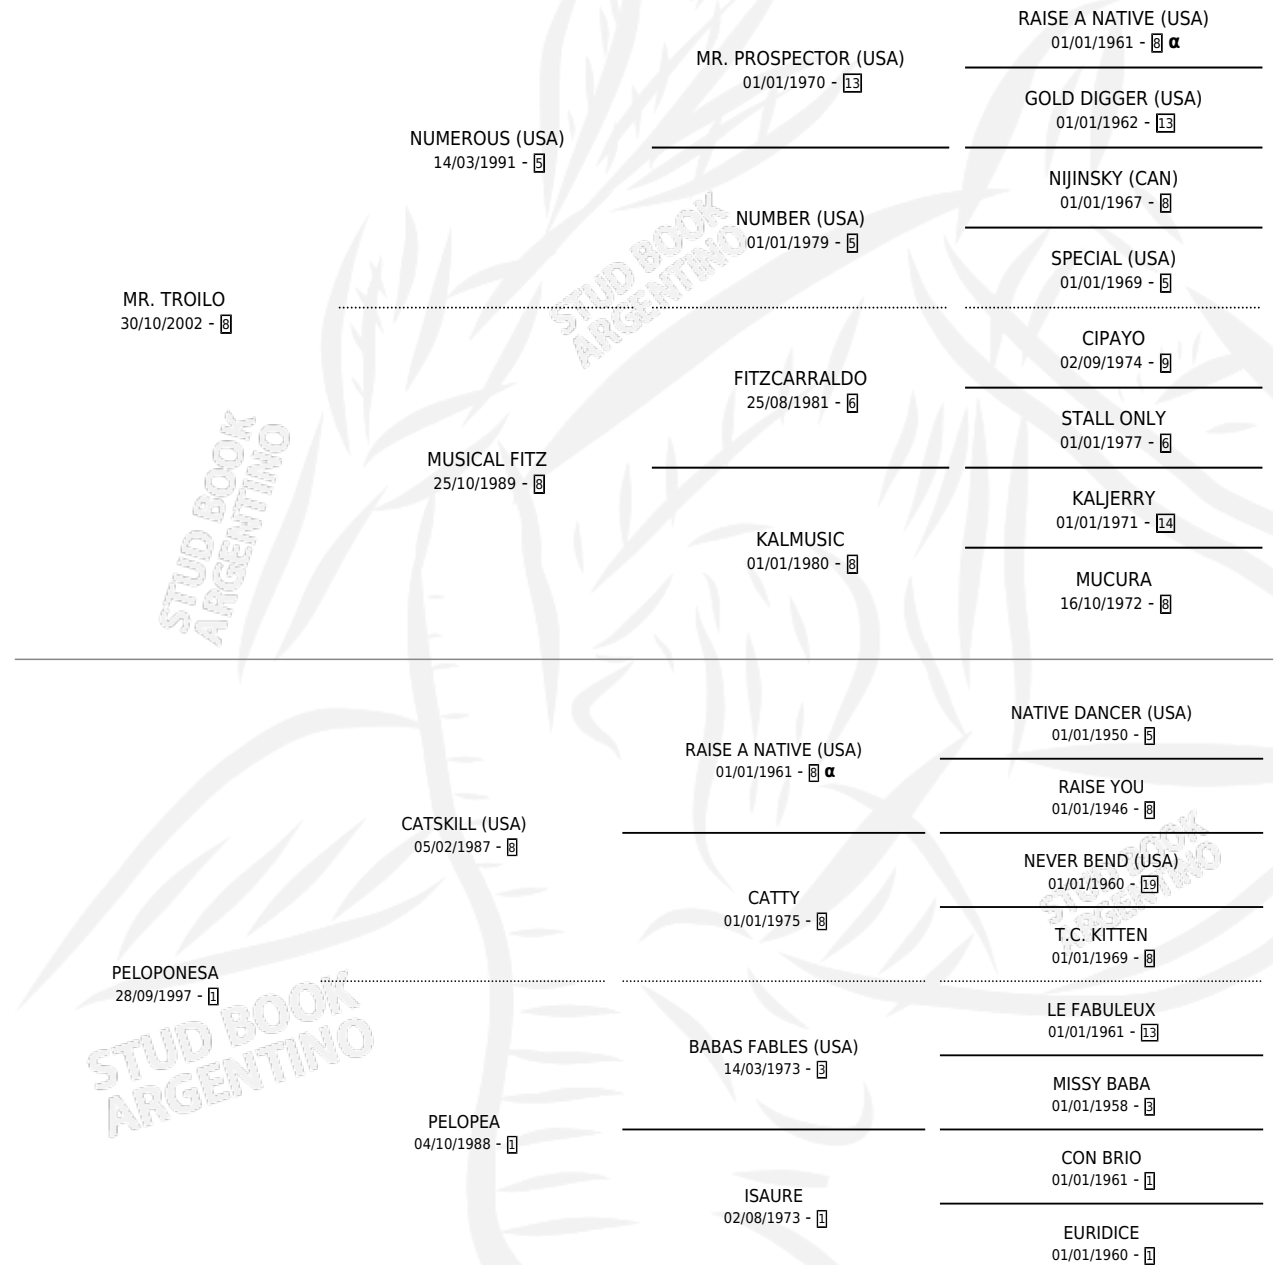 RAISE A NATIVE (USA)
01/01/1961 - 8 α
MR. PROSPECTOR (USA)
01/01/1970 - 13
GOLD DIGGER (USA)
01/01/1962 - 13
NUMEROUS (USA)
14/03/1991 - 5
NIJINSKY (CAN)
01/01/1967 - 8
NUMBER (USA)
01/01/1979 - 5
SPECIAL (USA)
01/01/1969 - 5
MR. TROILO
30/10/2002 - 8
CIPAYO
02/09/1974 - 9
FITZCARRALDO
25/08/1981 - 6
STALL ONLY
01/01/1977 - 6
MUSICAL FITZ
25/10/1989 - 8
KALJERRY
01/01/1971 - 14
KALMUSIC
01/01/1980 - 8
MUCURA
16/10/1972 - 8
NATIVE DANCER (USA)
01/01/1950 - 5
RAISE A NATIVE (USA)
01/01/1961 - 8 α
RAISE YOU
01/01/1946 - 8
CATSKILL (USA)
05/02/1987 - 8
NEVER BEND (USA)
01/01/1960 - 19
CATTY
01/01/1975 - 8
T.C. KITTEN
01/01/1969 - 8
PELOPONESA
28/09/1997 - 1
LE FABULEUX
01/01/1961 - 13
BABAS FABLES (USA)
14/03/1973 - 3
MISSY BABA
01/01/1958 - 3
PELOPEA
04/10/1988 - 1
CON BRIO
01/01/1961 - 1
ISAURE
02/08/1973 - 1
EURIDICE
01/01/1960 - 1
STUD BOOK
ARGENTINO
STUD BOOK
ARGENTINO
STUD BOOK
ARGENTINO
STUD BOOK
ARGENTINO